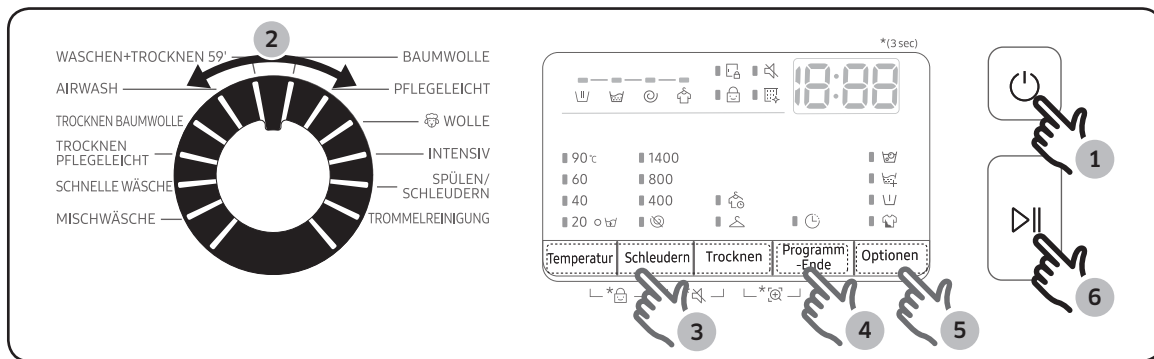 2
WASCHEN+TROCKNEN 59'
BAUMWOLLE
AIRWASH
PFLEGELEICHT
TROCKNEN BAUMWOLLE
WOLLE
TROCKNEN
PFLEGELEICHT
INTENSIV
SCHNELLE WÄSCHE
SPÜLEN/
SCHLEUDERN
MISCHWÄSCHE
TROMMELREINIGUNG
*(3 sec)
18:88
90℃ 1400
60 800
40 400
20
Temperatur Schleudern Trocknen Programm
-Ende Optionen
* * *
3
4
5
1
6